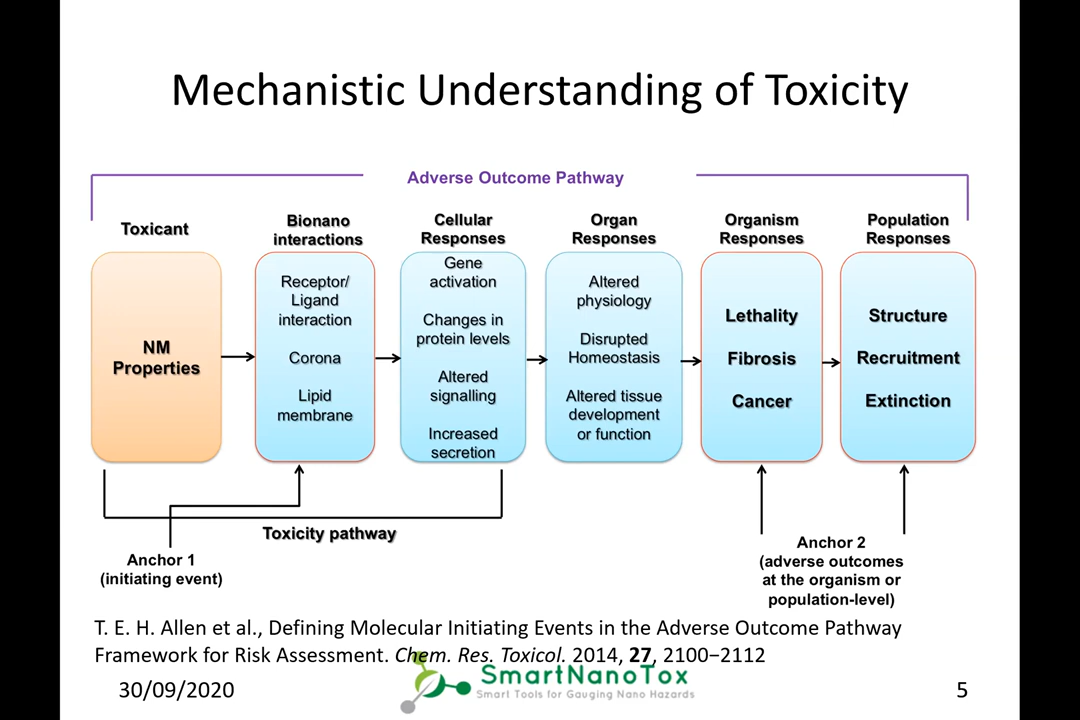 Mechanistic Understanding of Toxicity
Adverse Outcome Pathway
Toxicant
Bionano
interactions
Cellular
Responses
Organ
Responses
Organism
Responses
Population
Responses
NM
Properties
Receptor/
Ligand
interaction
Corona
Lipid
membrane
Gene
activation
Changes in
protein levels
Altered
signalling
Increased
secretion
Altered
physiology
Disrupted
Homeostasis
Altered tissue
development
or function
Lethality
Fibrosis
Cancer
Structure
Recruitment
Extinction
Toxicity pathway
Anchor 1
(initiating event)
Anchor 2
(adverse outcomes
at the organism or
population-level)
T. E. H. Allen et al., Defining Molecular Initiating Events in the Adverse Outcome Pathway
Framework for Risk Assessment. Chem. Res. Toxicol. 2014, 27, 2100−2112
30/09/2020
SmartNanoTox
Smart Tools for Gauging Nano Hazards
5